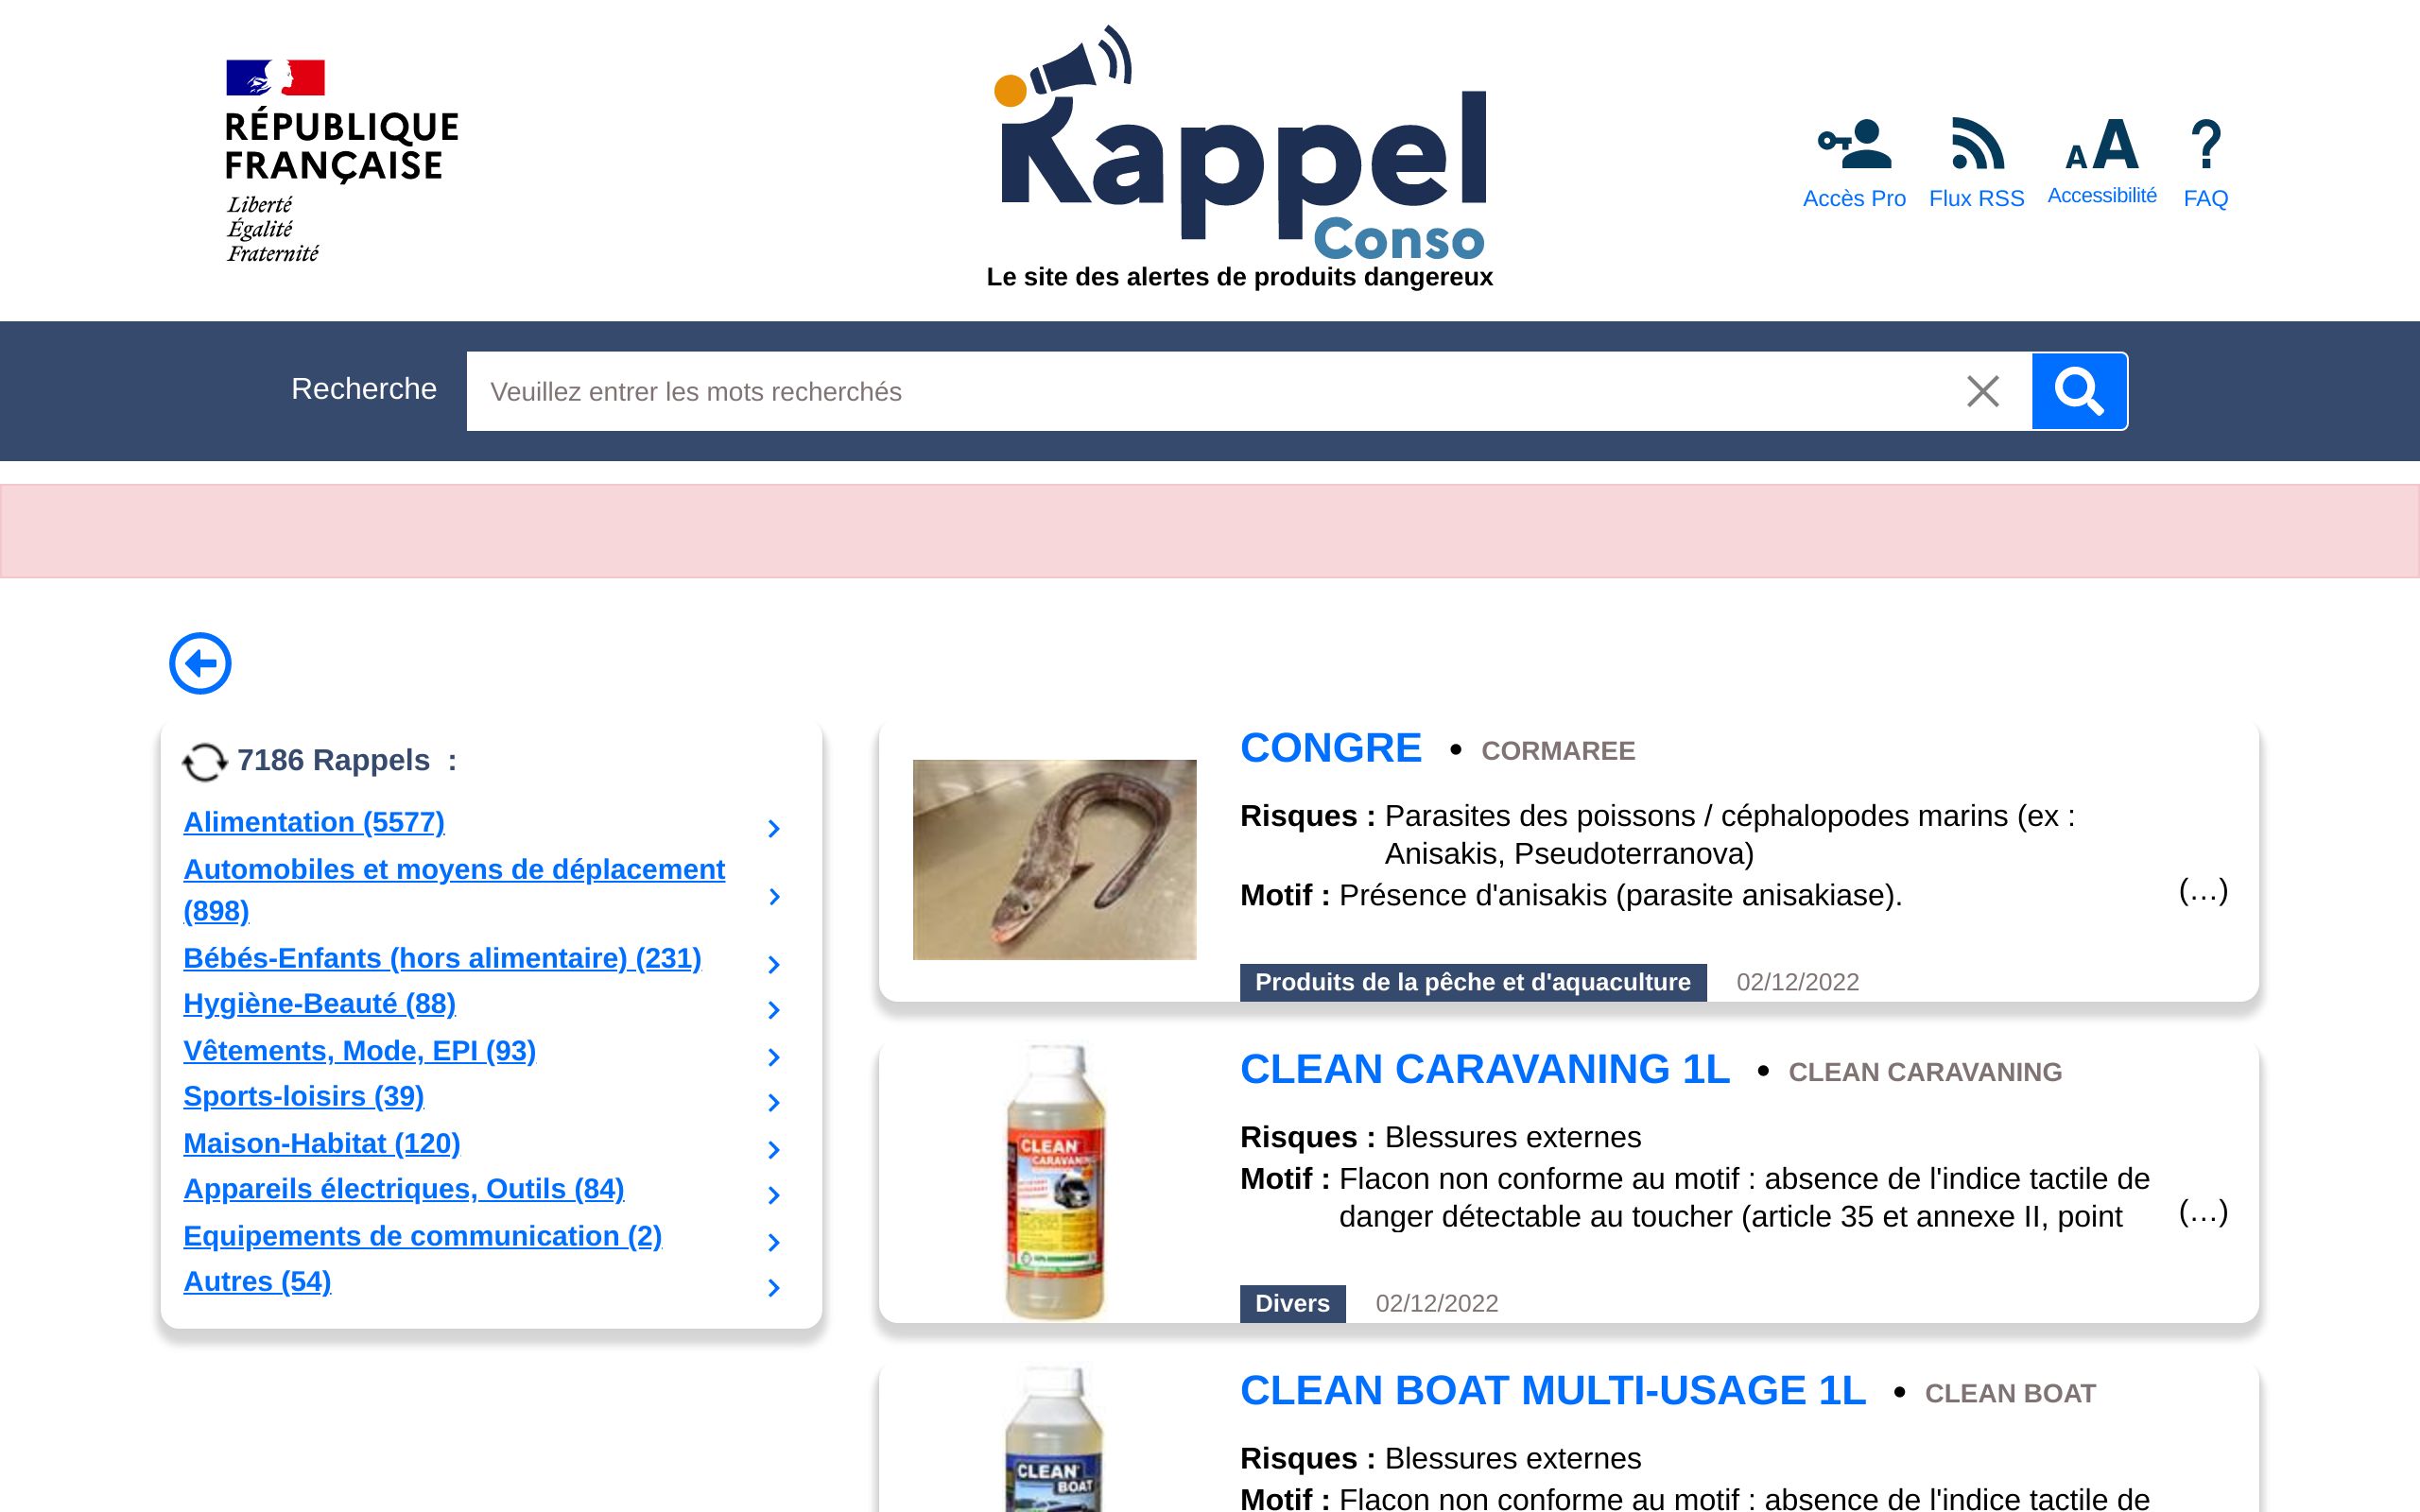 RÉPUBLIQUE
FRANÇAISE
Liberté
Égalité
Fraternité
Rappel
Conso
Le site des alertes de produits dangereux
Accès Pro
Flux RSS
AA
Accessibilité
?
FAQ
Recherche
Veuillez entrer les mots recherchés
7186 Rappels :
Alimentation (5577)
Automobiles et moyens de déplacement
(898)
Bébés-Enfants (hors alimentaire) (231)
Hygiène-Beauté (88)
Vêtements, Mode, EPI (93)
Sports-loisirs (39)
Maison-Habitat (120)
Appareils électriques, Outils (84)
Equipements de communication (2)
Autres (54)
CONGRE • CORMAREE
Risques : Parasites des poissons / céphalopodes marins (ex :
Anisakis, Pseudoterranova)
Motif : Présence d'anisakis (parasite anisakiase).
(…)
Produits de la pêche et d'aquaculture 02/12/2022
CLEAN
CARAVANING
CLEAN CARAVANING 1L • CLEAN CARAVANING
Risques : Blessures externes
Motif : Flacon non conforme au motif : absence de l'indice tactile de
danger détectable au toucher (article 35 et annexe II, point
(…)
Divers 02/12/2022
CLEAN
BOAT
CLEAN BOAT MULTI-USAGE 1L • CLEAN BOAT
Risques : Blessures externes
Motif : Flacon non conforme au motif : absence de l'indice tactile de